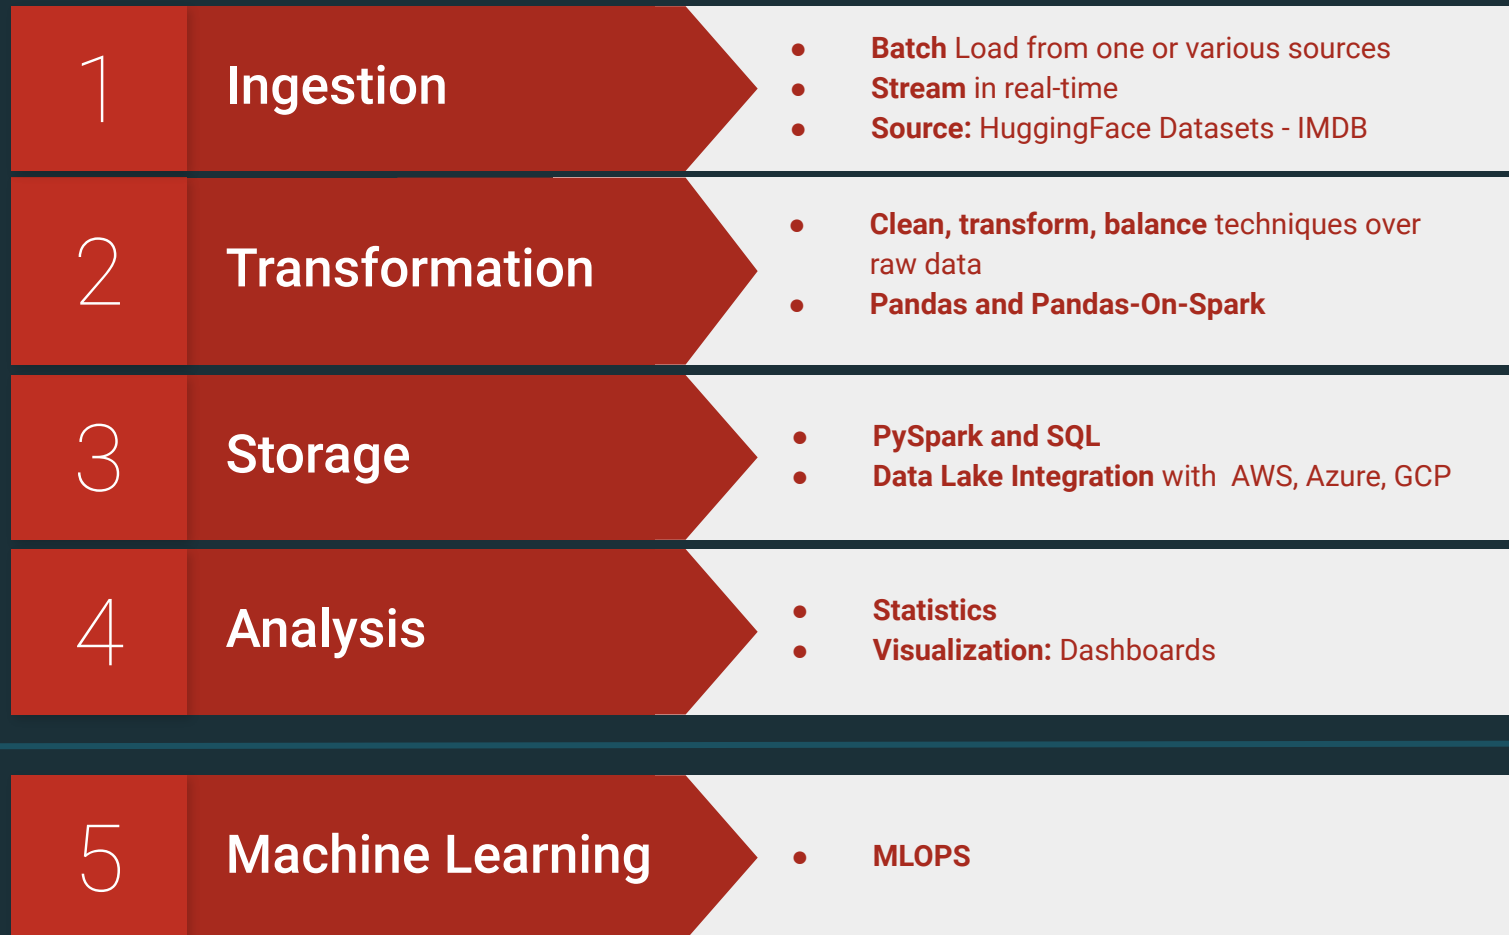 1
Ingestion
● Batch Load from one or various sources
● Stream in real-time
● Source: HuggingFace Datasets - IMDB
2
Transformation
● Clean, transform, balance techniques over
raw data
● Pandas and Pandas-On-Spark
3
Storage
● PySpark and SQL
● Data Lake Integration with  AWS, Azure, GCP
4
Analysis
● Statistics
● Visualization: Dashboards
5
Machine Learning
● MLOPS